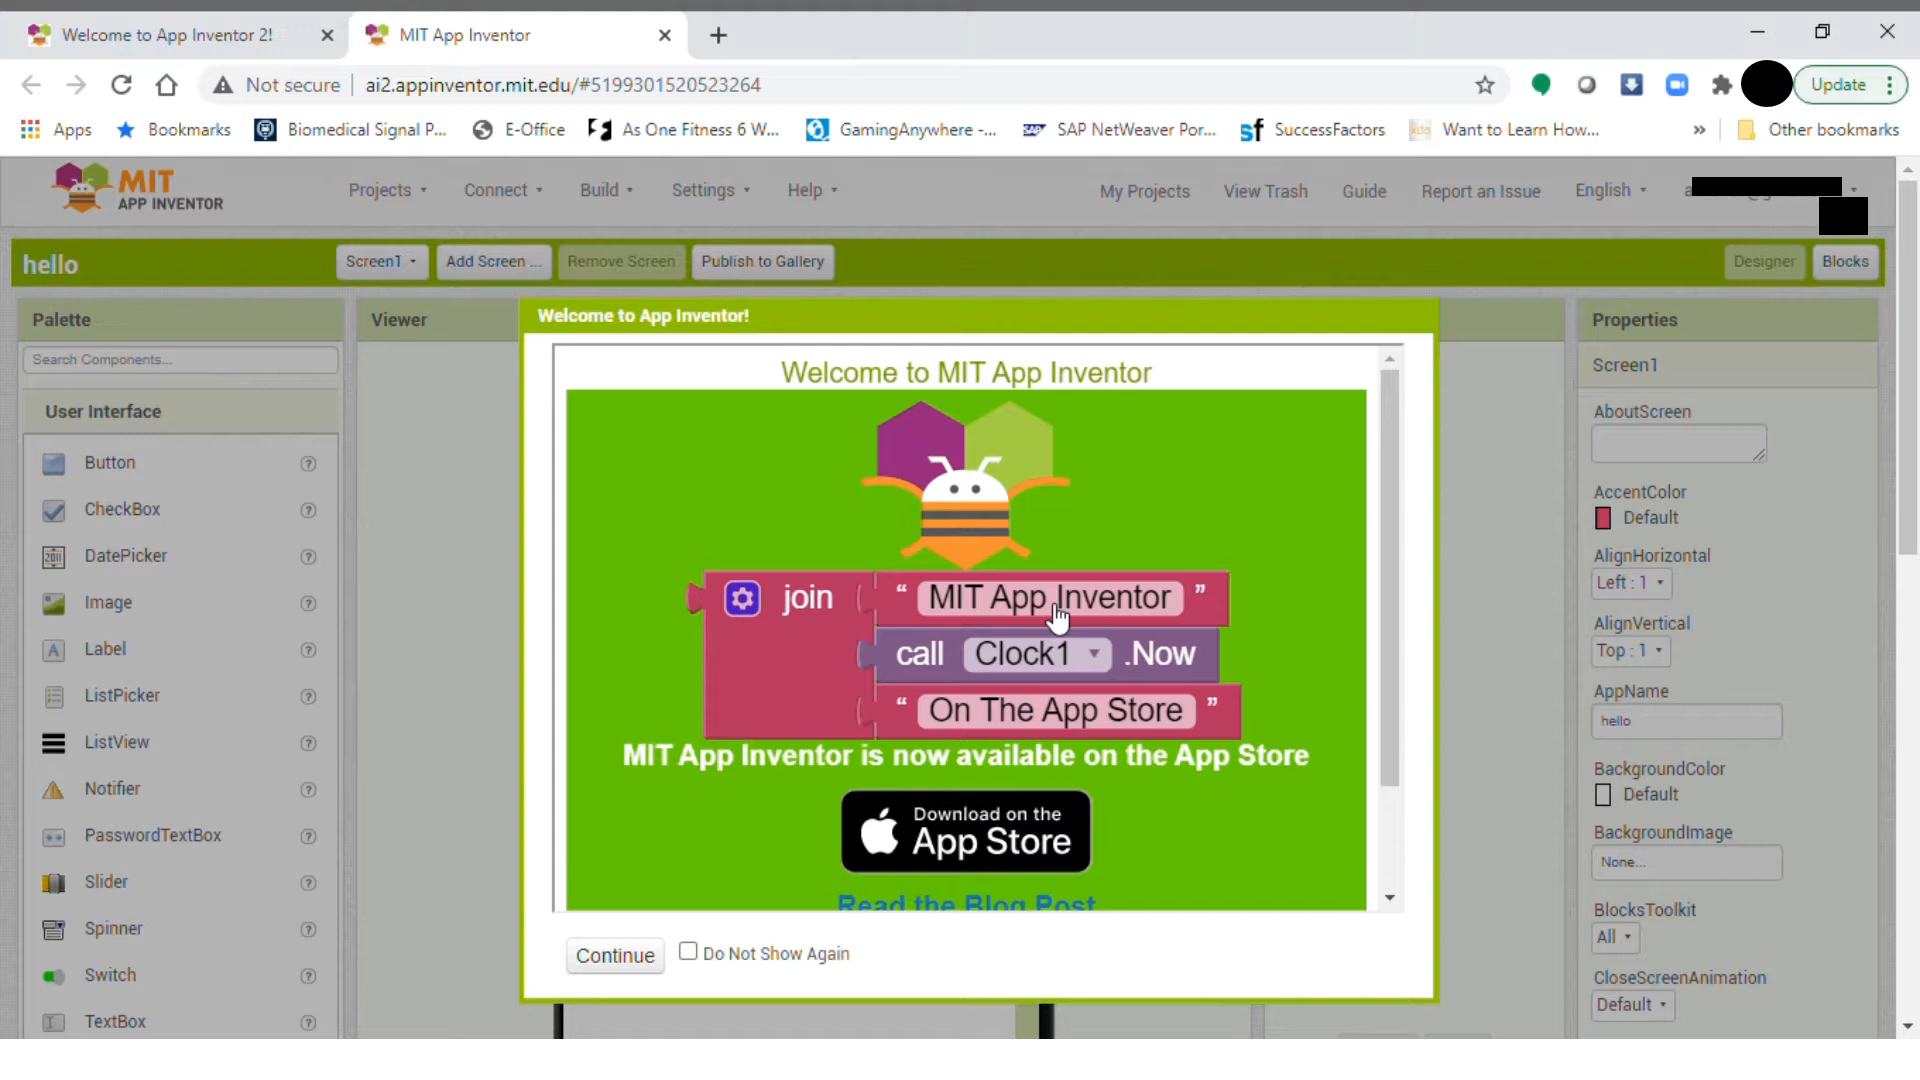 Welcome to App Inventor 2!
MIT App Inventor
Not secure
ai2.appinventor.mit.edu/#5199301520523264
Update
Apps
Bookmarks
Biomedical Signal P...
E-Office
As One Fitness 6 W...
GamingAnywhere -...
SAP NetWeaver Por...
SuccessFactors
Want to Learn How...
»
Other bookmarks
MIT
APP INVENTOR
Projects
Connect
Build
Settings
Help
My Projects
View Trash
Guide
Report an Issue
English
hello
Screen1
Add Screen ...
Remove Screen
Publish to Gallery
Designer
Blocks
Palette
Search Components...
User Interface
Button
CheckBox
DatePicker
Image
Label
ListPicker
ListView
Notifier
PasswordTextBox
Slider
Spinner
Switch
TextBox
Viewer
Welcome to App Inventor!
Welcome to MIT App Inventor
join “ MIT App Inventor ”
call Clock1 .Now
“ On The App Store ”
MIT App Inventor is now available on the App Store
Download on the
App Store
Read the Blog Post
Continue
Do Not Show Again
Properties
Screen1
AboutScreen
AccentColor
Default
AlignHorizontal
Left : 1
AlignVertical
Top : 1
AppName
hello
BackgroundColor
Default
BackgroundImage
None...
BlocksToolkit
All
CloseScreenAnimation
Default